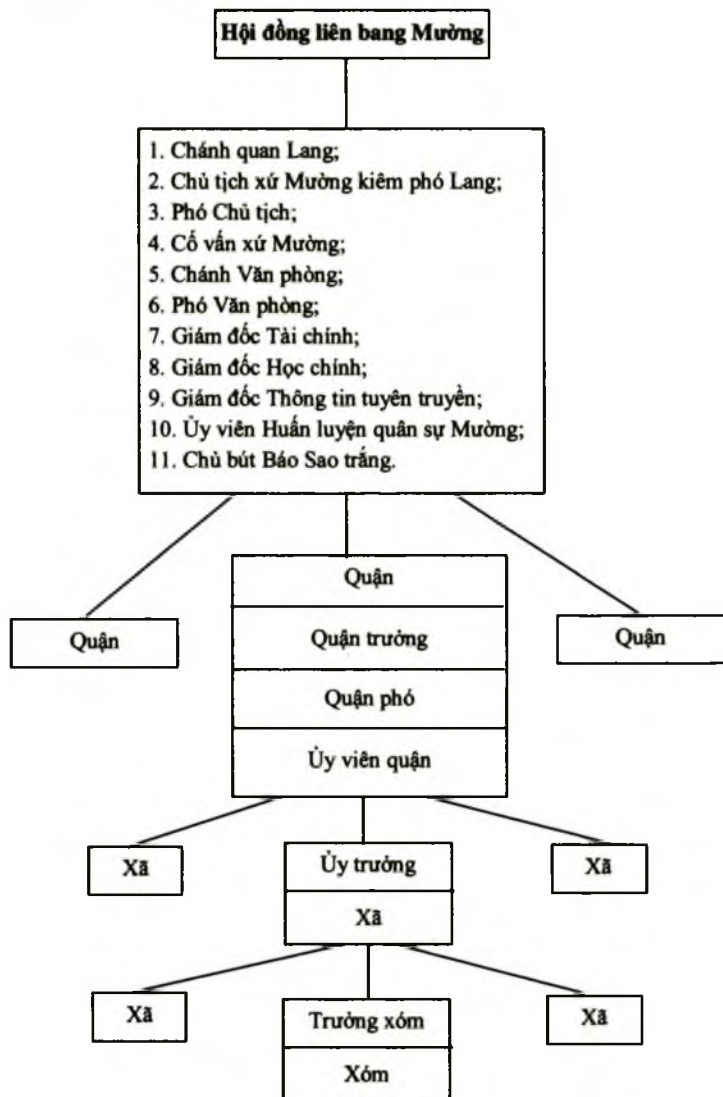 Hội đồng liên bang Mường
1. Chánh quan Lang;
2. Chủ tịch xứ Mường kiêm phó Lang;
3. Phó Chủ tịch;
4. Cố vấn xứ Mường;
5. Chánh Văn phòng;
6. Phó Văn phòng;
7. Giám đốc Tài chính;
8. Giám đốc Học chính;
9. Giám đốc Thông tin tuyên truyền;
10. Ủy viên Huấn luyện quân sự Mường;
11. Chủ bút Báo Sao trắng.
Quận
Quận
Quận
Quận trưởng
Quận phó
Ủy viên quận
Xã
Ủy trưởng
Xã
Xã
Xã
Trưởng xóm
Xã
Xóm